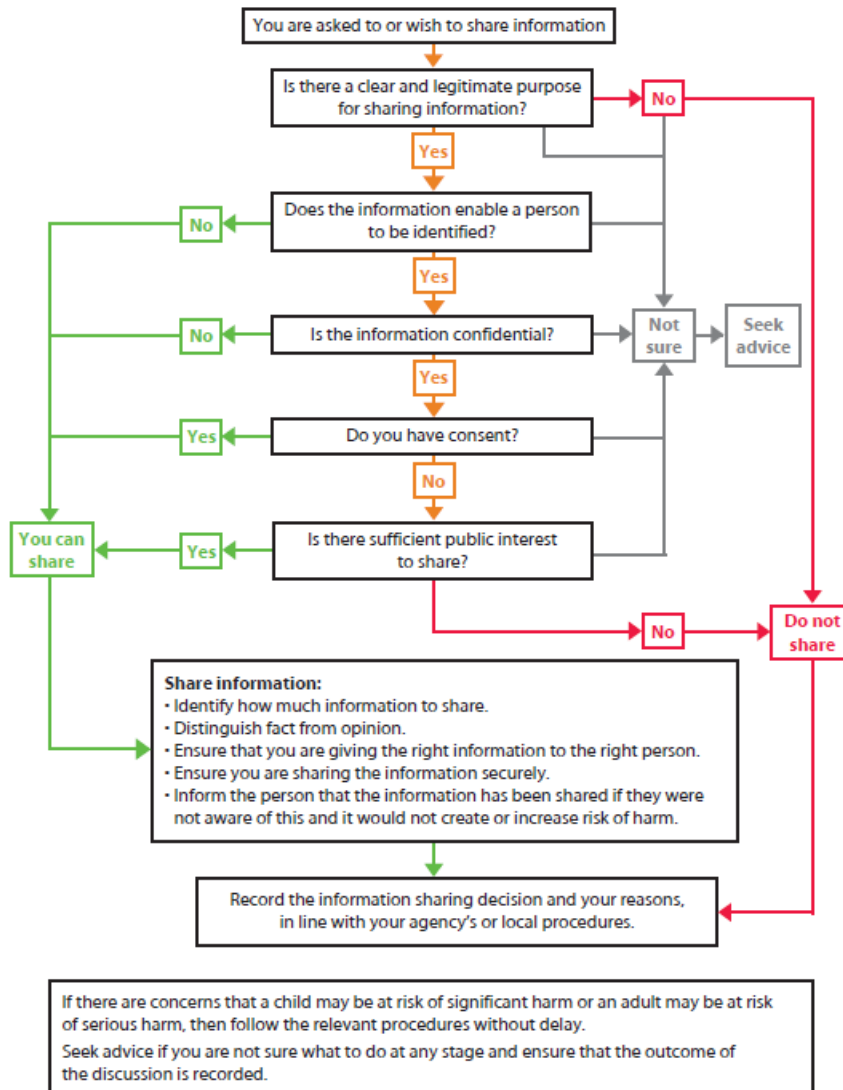 You are asked to or wish to share information
Is there a clear and legitimate purpose
for sharing information?
No
Yes
Does the information enable a person
to be identified?
No
Yes
Is the information confidential?
No
Not
sure
Seek
advice
Yes
Do you have consent?
Yes
No
Is there sufficient public interest
to share?
Yes
You can
share
No
Do not
share
Share information:
• Identify how much information to share.
• Distinguish fact from opinion.
• Ensure that you are giving the right information to the right person.
• Ensure you are sharing the information securely.
• Inform the person that the information has been shared if they were
not aware of this and it would not create or increase risk of harm.
Record the information sharing decision and your reasons,
in line with your agency's or local procedures.
If there are concerns that a child may be at risk of significant harm or an adult may be at risk
of serious harm, then follow the relevant procedures without delay.
Seek advice if you are not sure what to do at any stage and ensure that the outcome of
the discussion is recorded.